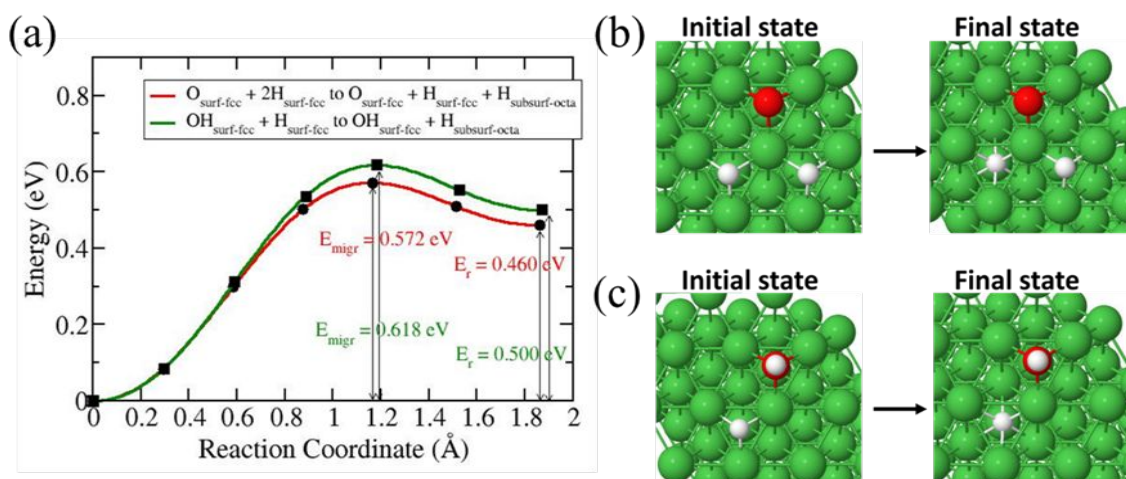 (a)
Energy (eV)
0.8
0.6
0.4
0.2
0
O_surf-fcc + 2H_surf-fcc to O_surf-fcc + H_surf-fcc + H_subsurf-octa
OH_surf-fcc + H_surf-fcc to OH_surf-fcc + H_subsurf-octa
E_migr = 0.572 eV
E_r = 0.460 eV
E_migr = 0.618 eV
E_r = 0.500 eV
0 0.2 0.4 0.6 0.8 1 1.2 1.4 1.6 1.8 2
Reaction Coordinate (Å)
(b)
Initial state
Final state
(c)
Initial state
Final state